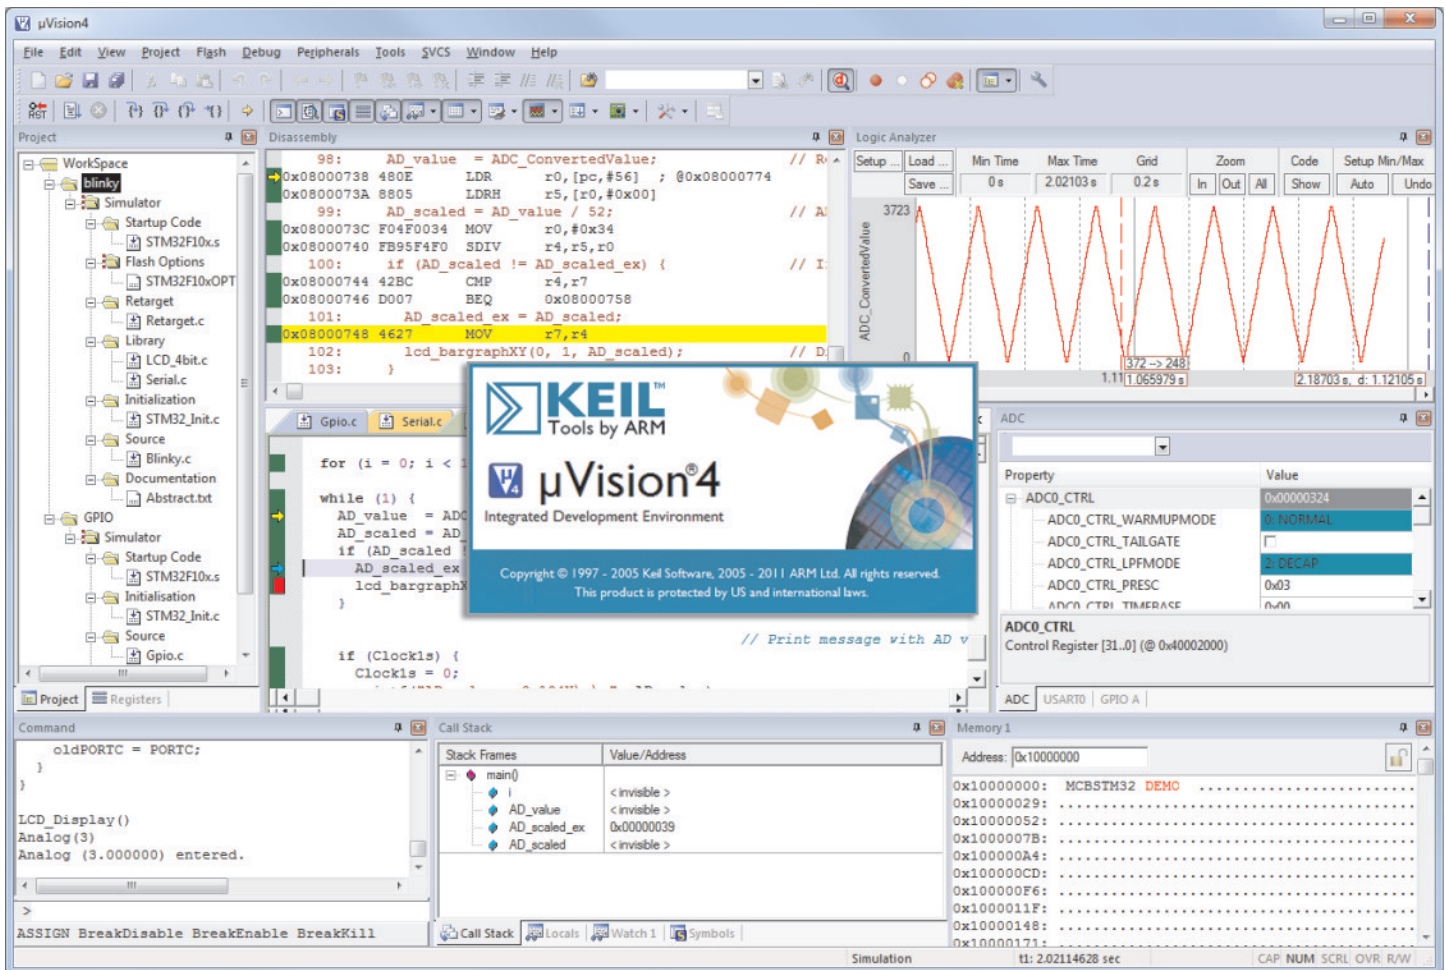 µVision4
File Edit View Project Flash Debug Peripherals Tools SVCS Window Help
RST
Project
WorkSpace
blinky
Simulator
Startup Code
STM32F10x.s
Flash Options
STM32F10xOPT
Retarget
Retarget.c
Library
LCD_4bit.c
Serial.c
Initialization
STM32_Init.c
Source
Blinky.c
Documentation
Abstract.txt
GPIO
Simulator
Startup Code
STM32F10x.s
Initialisation
STM32_Init.c
Source
Gpio.c
Project Registers
Disassembly
98: AD_value = ADC_ConvertedValue; //
0x08000738 480E LDR r0,[pc,#56] ; @0x08000774
0x0800073A 8805 LDRH r5,[r0,#0x00]
99: AD_scaled = AD_value / 52; //
0x0800073C F04F0034 MOV r0,#0x34
0x08000740 FB95F4F0 SDIV r4,r5,r0
100: if (AD_scaled != AD_scaled_ex) { //
0x08000744 42BC CMP r4,r7
0x08000746 D007 BEQ 0x08000758
101: AD_scaled_ex = AD_scaled;
0x08000748 4627 MOV r7,r4
102: lcd_bargraphXY(0, 1, AD_scaled); //
103: }
Logic Analyzer
Setup ... Load ... Min Time Max Time Grid Zoom Code Setup Min/Max
Save ... 0 s 2.02103 s 0.2 s In Out All Show Auto Undo
3723
ADC_ConvertedValue
0
372 --> 248
1.11 1.065979 s 2.18703 s, d: 1.12105 s
Gpio.c Serial.c
for (i = 0; i <
while (1) {
AD_value = ADC
AD_scaled = AD_
if (AD_scaled
AD_scaled_ex
lcd_bargraphX
}
// Print message with AD v
if (Clock1s) {
Clock1s = 0;
KEIL™
Tools by ARM
µVision®4
Integrated Development Environment
Copyright © 1997 - 2005 Keil Software, 2005 - 2011 ARM Ltd. All rights reserved.
This product is protected by US and international laws.
ADC
Property Value
ADC0_CTRL 0x00000324
ADC0_CTRL_WARMUPMODE 0: NORMAL
ADC0_CTRL_TAILGATE
ADC0_CTRL_LPFMODE 2: DECAP
ADC0_CTRL_PRESC 0x03
ADC0_CTRL_TIMEBASE 0x00
ADC0_CTRL
Control Register [31..0] (@ 0x40002000)
ADC USART0 GPIO A
Command
oldPORTC = PORTC;
}
}
LCD_Display()
Analog(3)
Analog (3.000000) entered.
>
ASSIGN BreakDisable BreakEnable BreakKill
Call Stack
Stack Frames Value/Address
main()
i < invisible >
AD_value < invisible >
AD_scaled_ex 0x00000039
AD_scaled < invisible >
Call Stack Locals Watch 1 Symbols
Memory 1
Address: 0x10000000
0x10000000: MCBSTM32 DEMO ..........................
0x10000029: .........................................
0x10000052: .........................................
0x1000007B: .........................................
0x100000A4: .........................................
0x100000CD: .........................................
0x100000F6: .........................................
0x1000011F: .........................................
0x10000148: .........................................
0x10000171: .........................................
Simulation t1: 2.02114628 sec CAP NUM SCRL OVR R/W